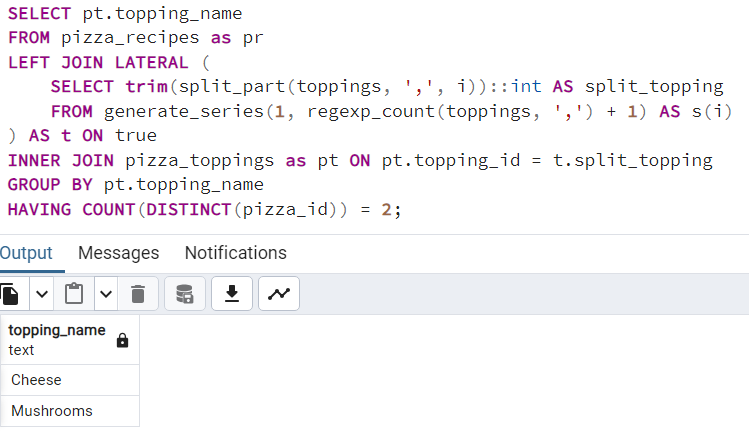 SELECT pt.topping_name
FROM pizza_recipes as pr
LEFT JOIN LATERAL (
    SELECT trim(split_part(toppings, ',', i))::int AS split_topping
    FROM generate_series(1, regexp_count(toppings, ',') + 1) AS s(i)
) AS t ON true
INNER JOIN pizza_toppings as pt ON pt.topping_id = t.split_topping
GROUP BY pt.topping_name
HAVING COUNT(DISTINCT(pizza_id)) = 2;
Output Messages Notifications
topping_name
text
Cheese
Mushrooms